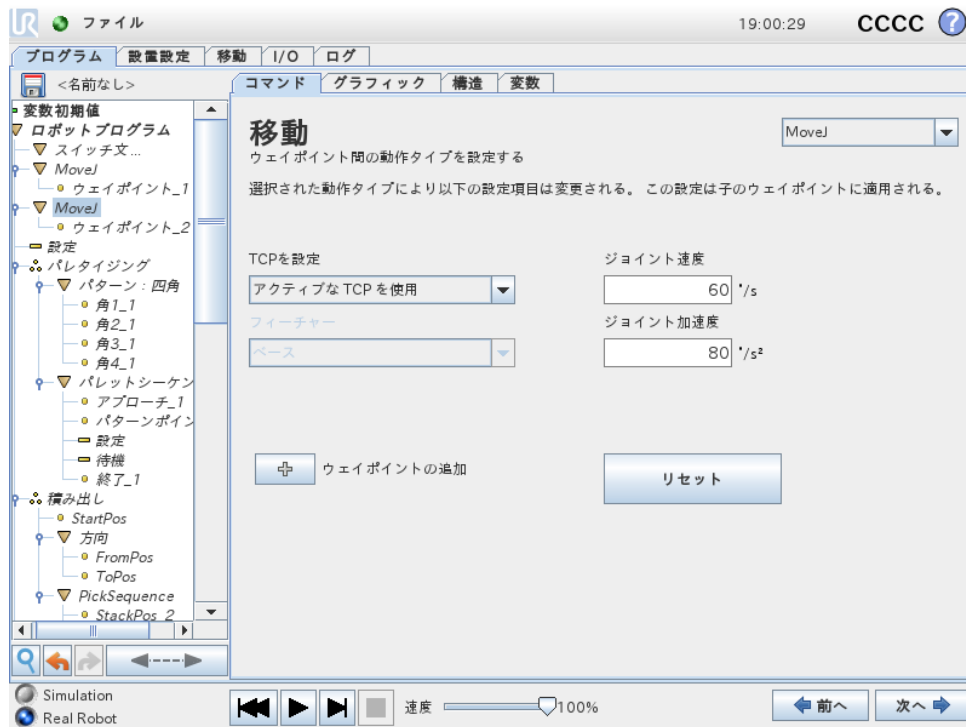 UR ファイル 19:00:29 CCCC ?
プログラム 設置設定 移動 I/O ログ
<名前なし>
コマンド グラフィック 構造 変数
変数初期値
ロボットプログラム
スイッチ文...
MoveJ
ウェイポイント_1
MoveJ
ウェイポイント_2
設定
パレタイジング
パターン：四角
角1_1
角2_1
角3_1
角4_1
パレットシーケン
アプローチ_1
パターンポイン
設定
待機
終了_1
積み出し
StartPos
方向
FromPos
ToPos
PickSequence
StackPos_2
移動
MoveJ
ウェイポイント間の動作タイプを設定する
選択された動作タイプにより以下の設定項目は変更される。 この設定は子のウェイポイントに適用される。
TCPを設定
ジョイント速度
アクティブな TCP を使用
60 °/s
フィーチャー
ジョイント加速度
ベース
80 °/s²
ウェイポイントの追加
リセット
Simulation
Real Robot
速度 100%
前へ 次へ